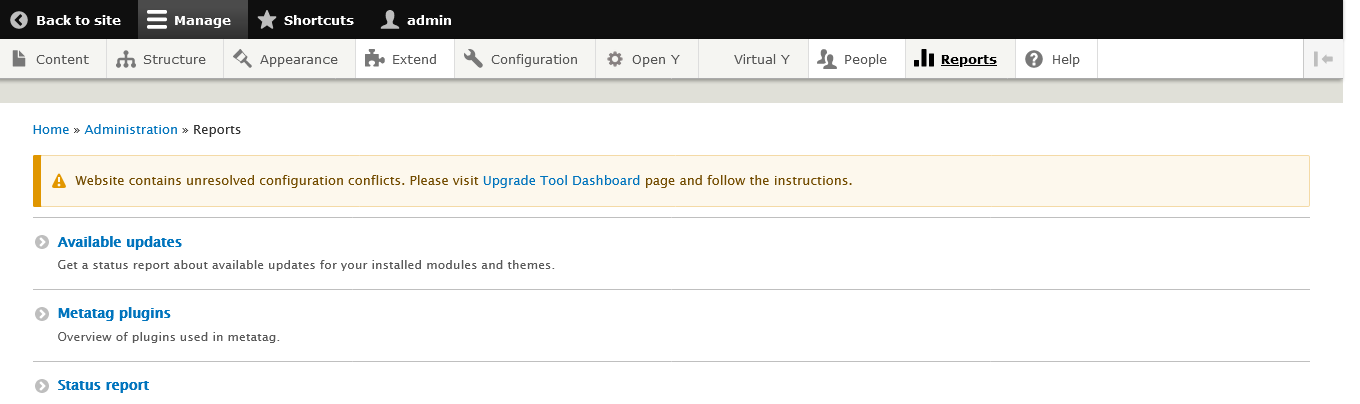 Back to site Manage Shortcuts admin
Content Structure Appearance Extend Configuration Open Y Virtual Y People Reports Help
Home » Administration » Reports
Website contains unresolved configuration conflicts. Please visit Upgrade Tool Dashboard page and follow the instructions.
Available updates
Get a status report about available updates for your installed modules and themes.
Metatag plugins
Overview of plugins used in metatag.
Status report